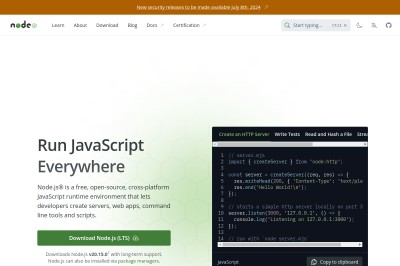 New security releases to be made available July 8th, 2024
node
Learn About Download Blog Docs Certification
Start typing...
Run JavaScript
Everywhere
Node.js® is a free, open-source, cross-platform
JavaScript runtime environment that lets
developers create servers, web apps, command
line tools and scripts.
Download Node.js (LTS)
Downloads Node.js v20.15.0 with long-term support.
Node.js can also be installed via package managers.
Create an HTTP Server Write Tests Read and Hash a File Strea
1 // server.mjs
2 import { createServer } from 'node:http';
3
4 const server = createServer((req, res) => {
5 res.writeHead(200, { 'Content-Type': 'text/pla
6 res.end('Hello World!\n');
7 });
8
9 // starts a simple http server locally on port 3
10 server.listen(3000, '127.0.0.1', () => {
11 console.log('Listening on 127.0.0.1:3000');
12 });
13
14 // run with `node server.mjs`
JavaScript
Copy to clipboard